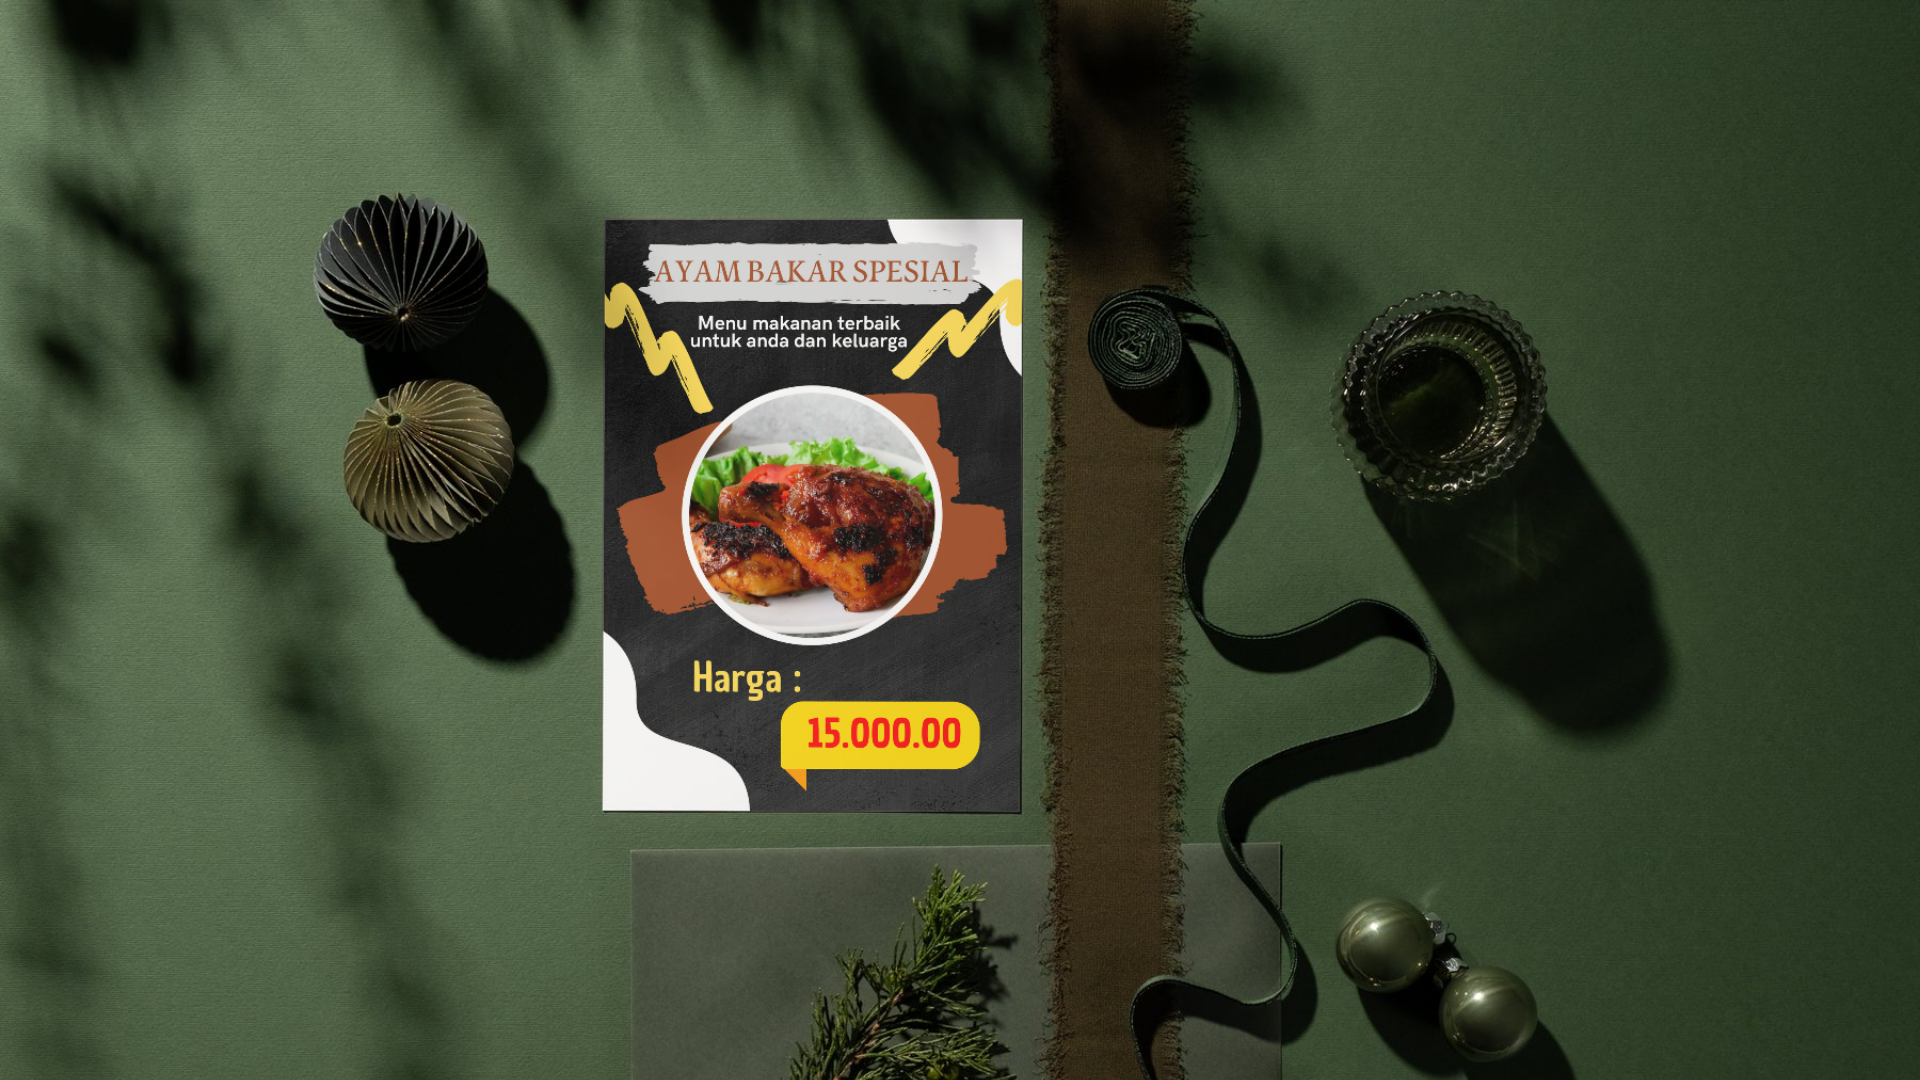 AYAM BAKAR SPESIAL
Menu makanan terbaik
untuk anda dan keluarga
Harga :
15.000.00